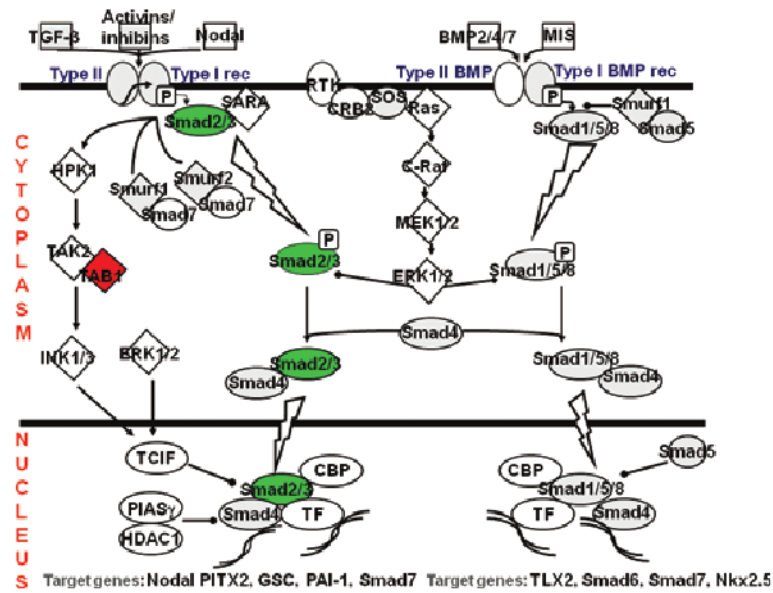 Activins/
TGF-β inhibins Nodal BMP2/4/7 MIS
Type II Type I rec Type II BMP Type I BMP rec
P RTK SOS P
SARA CRB2 Ras Smurf1
Smad2/3 Smad1/5/8 Smad5
HPK1 Smurf1 Smurf2 C-Raf
Smad7 Smad7
MEK1/2
TAK2 P P
TAB1 Smad2/3 ERK1/2 Smad1/5/8
Smad4
INK1/3 ERK1/2 Smad2/3 Smad1/5/8
Smad4 Smad4
CYTOPLASM
TCIF CBP CBP Smad5
Smad2/3 Smad1/5/8
PIASγ Smad4 TF TF Smad4
HDAC1
NUCLEUS
Target genes: Nodal PITX2, GSC, PAI-1, Smad7 Target genes: TLX2, Smad6, Smad7, Nkx2.5